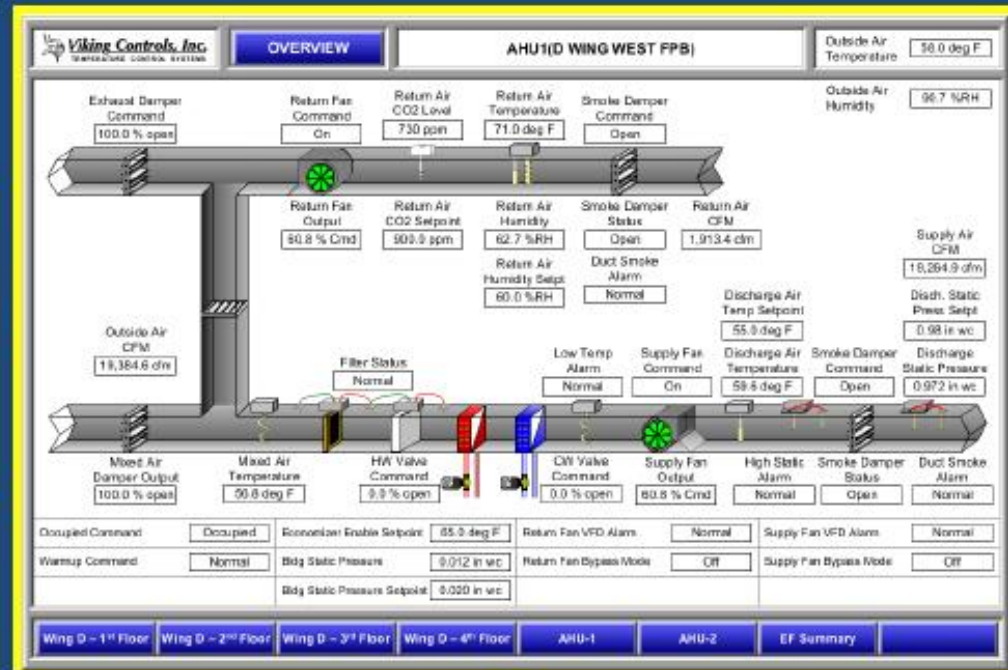 Viking Controls, Inc.
TEMPERATURE CONTROL SYSTEMS
OVERVIEW
AHU1(D WING WEST FPB)
Outside Air
Temperature
Outside Air
Humidity
Exhaust Damper
Command
100.0 % open
Return Fan
Command
On
Return Air
CO2 Level
730 ppm
Return Air
Temperature
71.0 deg F
Smoke Damper
Command
Open
Return Fan
Output
60.8 % Cmd
Return Air
CO2 Setpoint
900.0 ppm
Return Air
Humidity
62.7 %RH
Smoke Damper
Status
Open
Return Air
CFM
1,913.4 cfm
Return Air
Humidity Setpt
60.0 %RH
Duct Smoke
Alarm
Normal
Supply Air
CFM
Discharge Air
Temp Setpoint
55.0 deg F
Disch. Static
Press Setpt
0.98 in wc
Outside Air
CFM
19,384.6 cfm
Filter Status
Normal
Low Temp
Alarm
Normal
Supply Fan
Command
On
Discharge Air
Temperature
Smoke Damper
Command
Open
Discharge
Static Pressure
0.972 in wc
Mixed Air
Damper Output
100.0 % open
Mixed Air
Temperature
HW Valve
Command
0.0 % open
CW Valve
Command
0.0 % open
Supply Fan
Output
60.8 % Cmd
High Static
Alarm
Normal
Smoke Damper
Status
Open
Duct Smoke
Alarm
Normal
Occupied Command Occupied Economizer Enable Setpoint 65.0 deg F Return Fan VFD Alarm Normal Supply Fan VFD Alarm Normal
Warmup Command Normal Bldg Static Pressure 0.012 in wc Return Fan Bypass Mode Off Supply Fan Bypass Mode Off
Bldg Static Pressure Setpoint 0.020 in wc
Wing D – 1st Floor Wing D – 2nd Floor Wing D – 3rd Floor Wing D – 4th Floor AHU-1 AHU-2 EF Summary